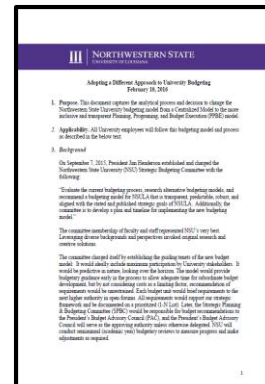 NORTHWESTERN STATE
UNIVERSITY OF LOUISIANA
Adopting a Different Approach to University Budgeting
February 16, 2016
1. Purpose. This document captures the analytical process and decision to change the
Northwestern State University budgeting model from a Centralized Model to the more
inclusive and transparent Planning, Programing, and Budget Execution (PPBE) model.
2. Applicability. All University employees will follow this budgeting model and process
as described in the below text.
3. Background
On September 7, 2015, President Jim Henderson established and charged the
Northwestern State University (NSU) Strategic Budgeting Committee with the
following:
"Evaluate the current budgeting process, research alternative budgeting models, and
recommend a budgeting model for NSULA that is transparent, predictable, robust, and
aligned with the stated and published strategic goals of NSULA. Additionally, the
committee is to develop a plan and timeline for implementing the new budgeting
model."
The committee membership of faculty and staff represented NSU's very best.
Leveraging diverse backgrounds and perspectives invoked original research and
creative solutions.
The committee charged itself by establishing the guiding tenets of the new budget
model. It would ideally include maximum participation by University stakeholders. It
would be predictive in nature, looking over the horizon. The model would provide
budgetary guidance early in the process to allow adequate time for subordinate budget
development, but by not considering costs as a limiting factor, recommendation of
requirements would be unrestrained. Each budget unit would brief requirements to the
next higher authority in open forums. All requirements would support our strategic
framework and be documented on a prioritized (1-N List). Later, the Strategic Planning
& Budgeting Committee (SPBC) would be responsible for budget recommendations to
the President's Budget Advisory Council (PAC), and the President's Budget Advisory
Council will serve as the approving authority unless otherwise delegated. NSU will
conduct semiannual (academic year) budgetary reviews to measure progress and make
adjustments as required.
1